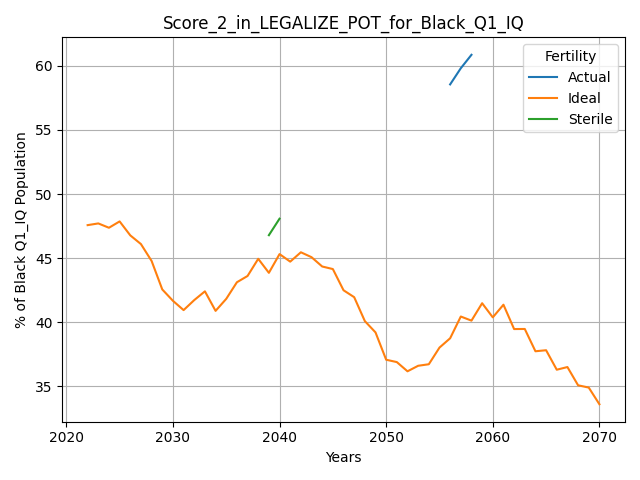 Score_2_in_LEGALIZE_POT_for_Black_Q1_IQ
Fertility
Actual
Ideal
Sterile
% of Black Q1_IQ Population
60
55
50
45
40
35
2020
2030
2040
2050
2060
2070
Years